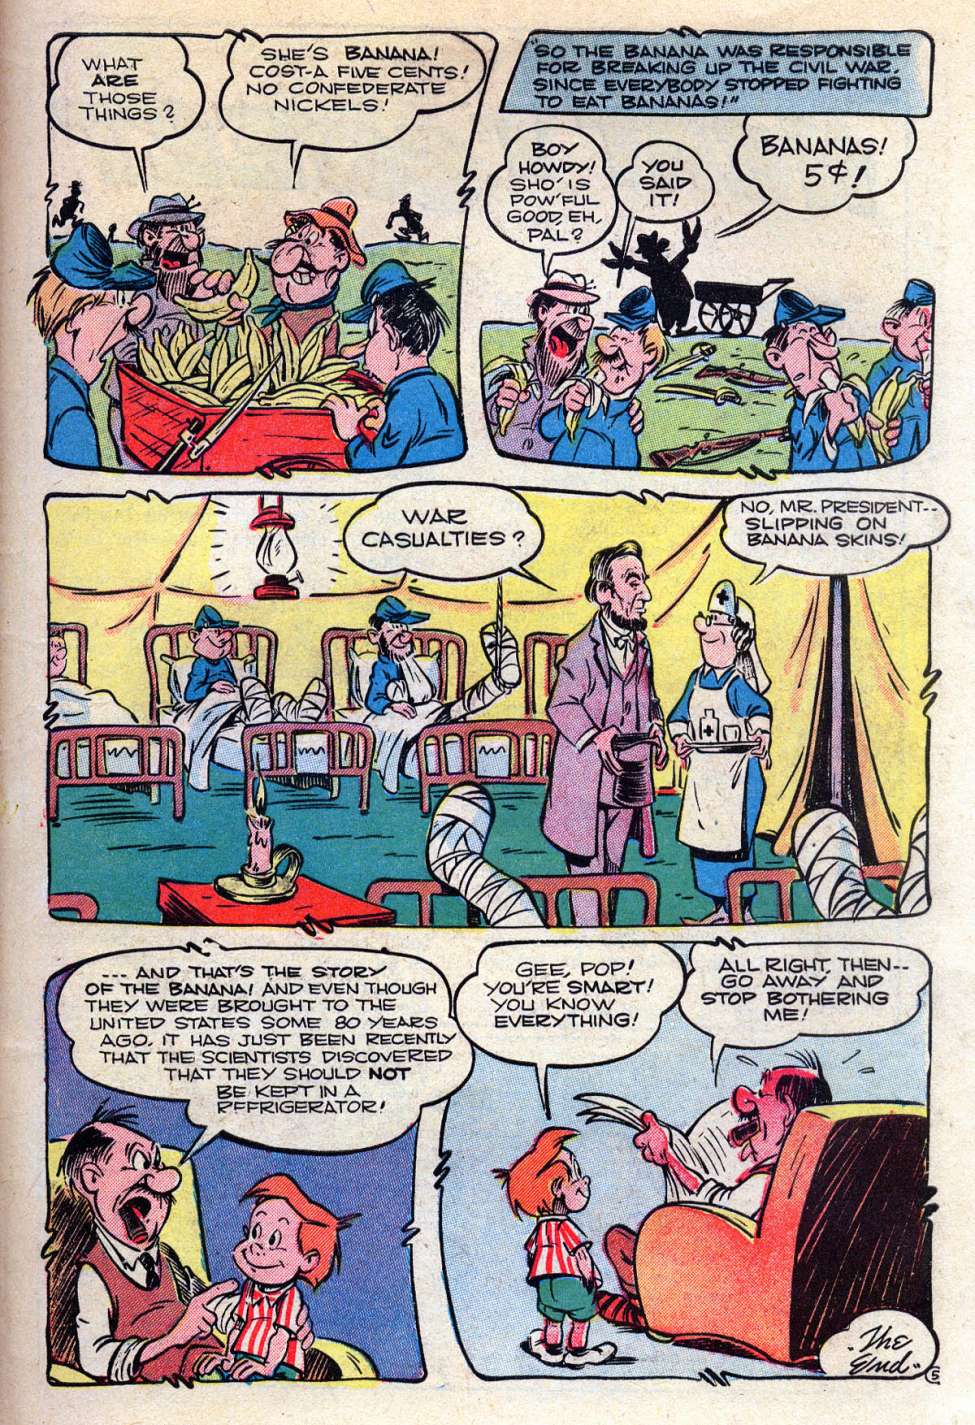 WHAT
ARE
THOSE
THINGS?
SHE'S BANANA!
COST-A FIVE CENTS!
NO CONFEDERATE
NICKELS!
"SO THE BANANA WAS RESPONSIBLE
FOR BREAKING UP THE CIVIL WAR.
SINCE EVERYBODY STOPPED FIGHTING
TO EAT BANANAS!"
BOY
HOWDY!
SHO' IS
POW'FUL
GOOD, EH,
PAL?
YOU
SAID
IT!
BANANAS!
5¢!
WAR
CASUALTIES?
NO, MR. PRESIDENT--
SLIPPING ON
BANANA SKINS!
--- AND THAT'S THE STORY
OF THE BANANA! AND EVEN THOUGH
THEY WERE BROUGHT TO THE
UNITED STATES SOME 80 YEARS
AGO, IT HAS JUST BEEN RECENTLY
THAT THE SCIENTISTS DISCOVERED
THAT THEY SHOULD NOT
BE KEPT IN A
REFRIGERATOR!
GEE, POP!
YOU'RE SMART!
YOU KNOW
EVERYTHING!
ALL RIGHT, THEN--
GO AWAY AND
STOP BOTHERING
ME!
·The
End·
5